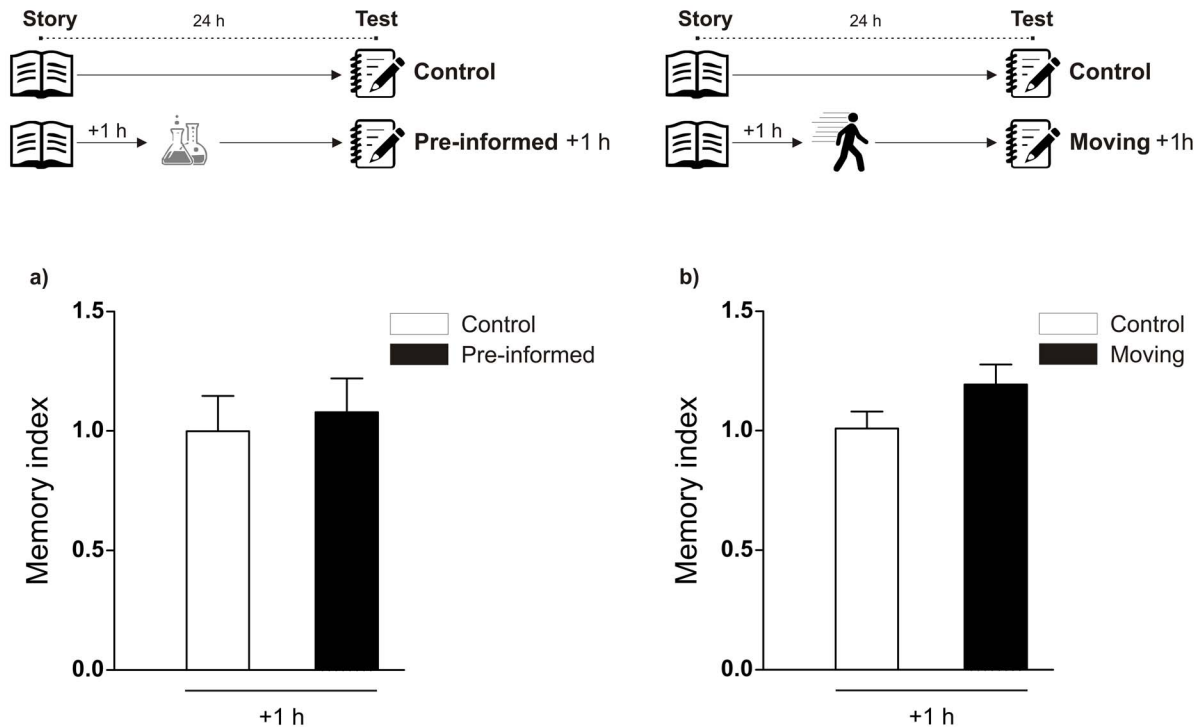 Story 24 h Test
Control
+1 h Pre-informed +1 h
Story 24 h Test
Control
+1 h Moving +1h
a)
Memory index
1.5
1.0
0.5
0.0
Control
Pre-informed
+1 h
b)
Memory index
1.5
1.0
0.5
0.0
Control
Moving
+1 h